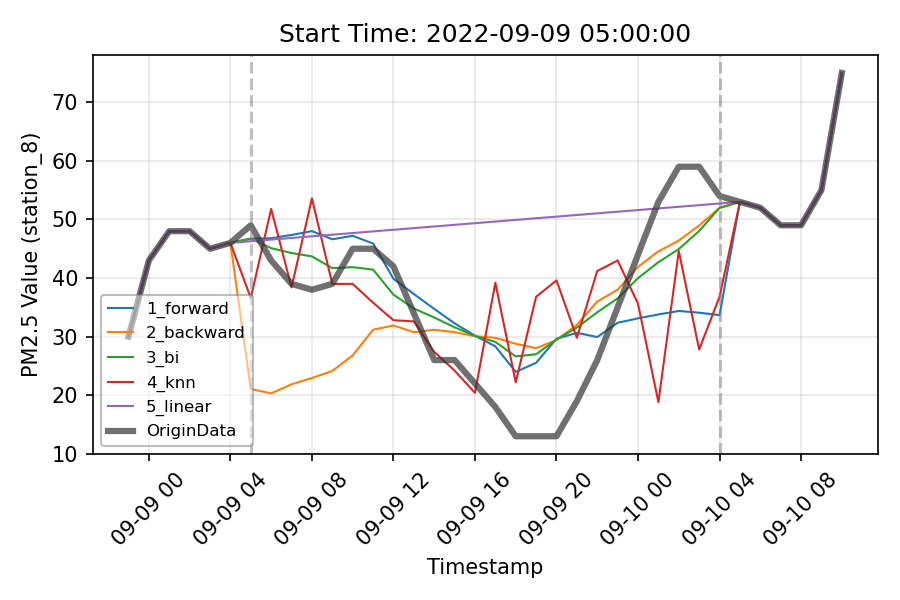 Start Time: 2022-09-09 05:00:00
PM2.5 Value (station_8)
70
60
50
40
30
20
10
1_forward
2_backward
3_bi
4_knn
5_linear
OriginData
09-09 00
09-09 04
09-09 08
09-09 12
09-09 16
09-09 20
09-10 00
09-10 04
09-10 08
Timestamp